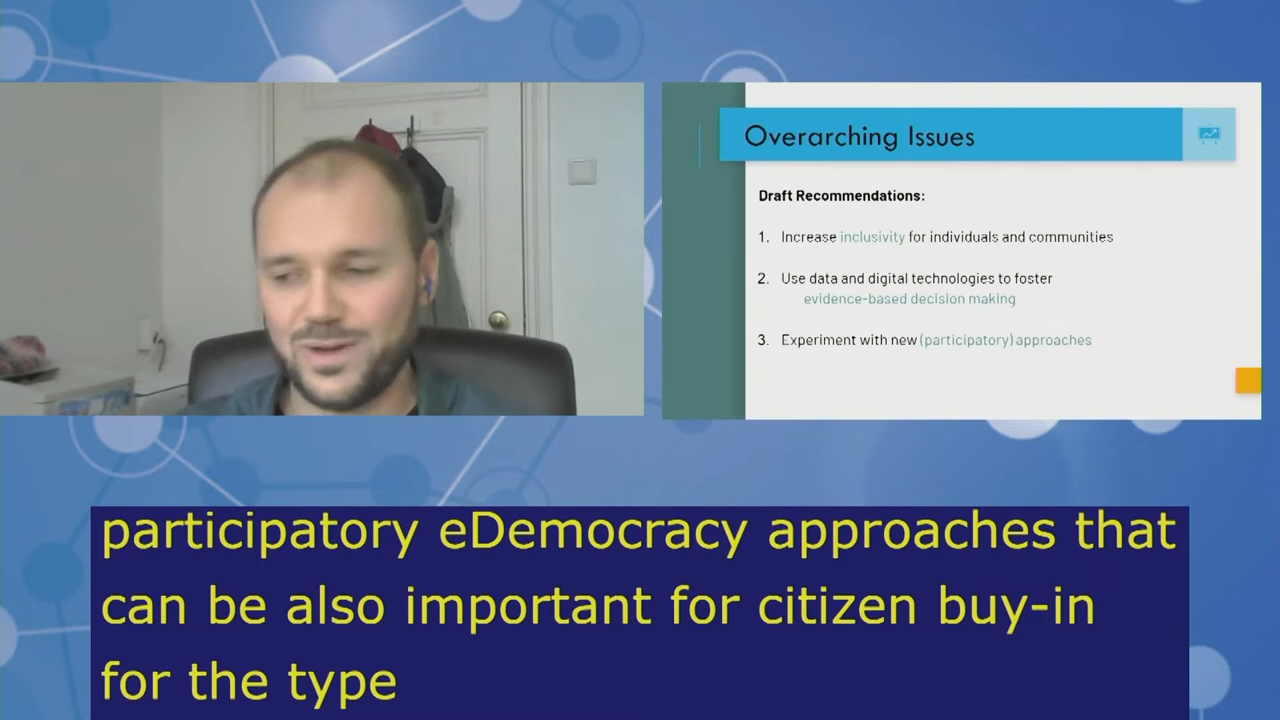 Overarching Issues
Draft Recommendations:
1. Increase inclusivity for individuals and communities
2. Use data and digital technologies to foster
evidence-based decision making
3. Experiment with new (participatory) approaches
participatory eDemocracy approaches that
can be also important for citizen buy-in
for the type